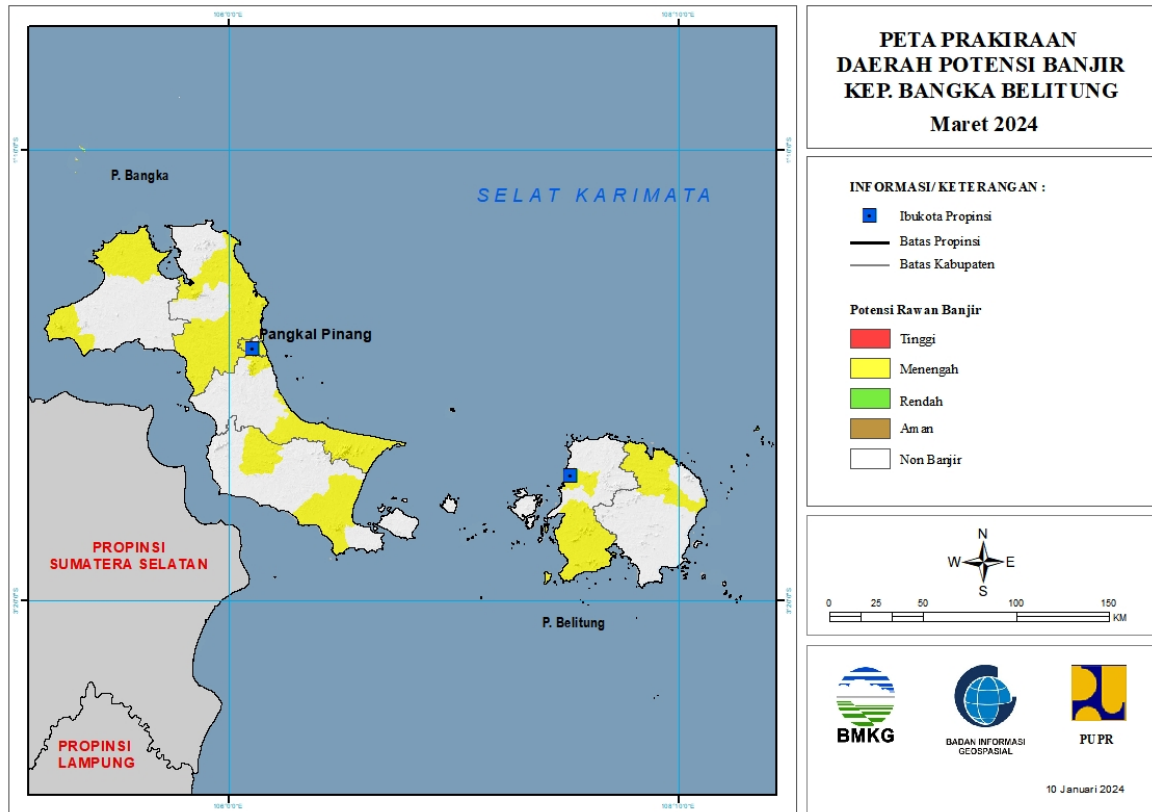 PETA PRAKIRAAN
DAERAH POTENSI BANJIR
KEP. BANGKA BELITUNG
Maret 2024
P. Bangka
SELAT KARIMATA
Pangkal Pinang
P. Belitung
PROPINSI
SUMATERA SELATAN
PROPINSI
LAMPUNG
INFORMASI/ KETERANGAN :
Ibukota Propinsi
Batas Propinsi
Batas Kabupaten
Potensi Rawan Banjir
Tinggi
Menengah
Rendah
Aman
Non Banjir
N
W E
S
0 25 50 100 150
KM
BMKG
BADAN INFORMASI
GEOSPASIAL
PUPR
10 Januari 2024